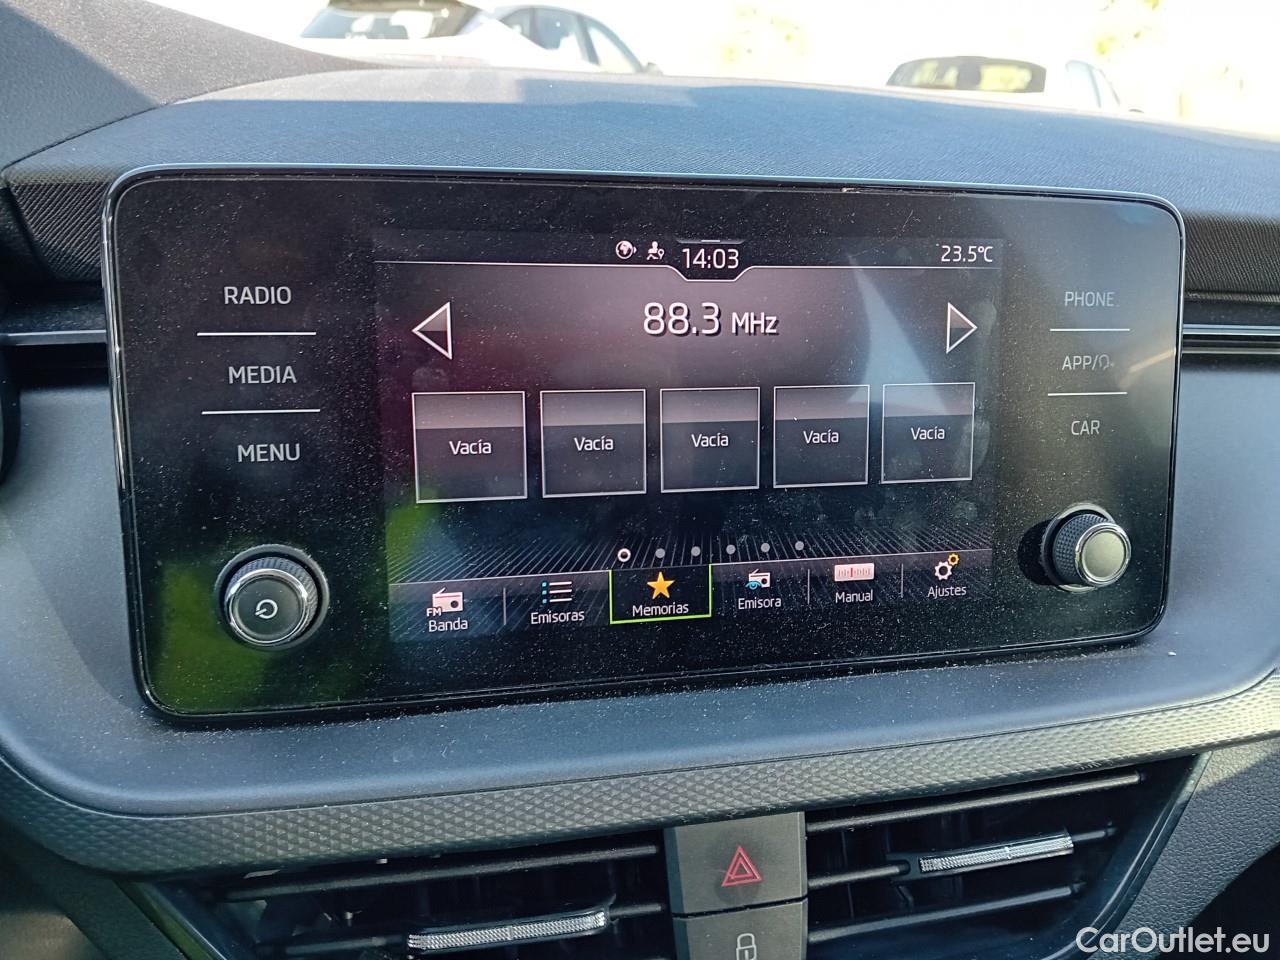 14:03
23.5°C
RADIO
MEDIA
MENU
88.3 MHz
PHONE
APP/
CAR
Vacía
Vacía
Vacía
Vacía
Vacía
FM
Banda
Emisoras
Memorias
Emisora
Manual
Ajustes
CarOutlet.eu